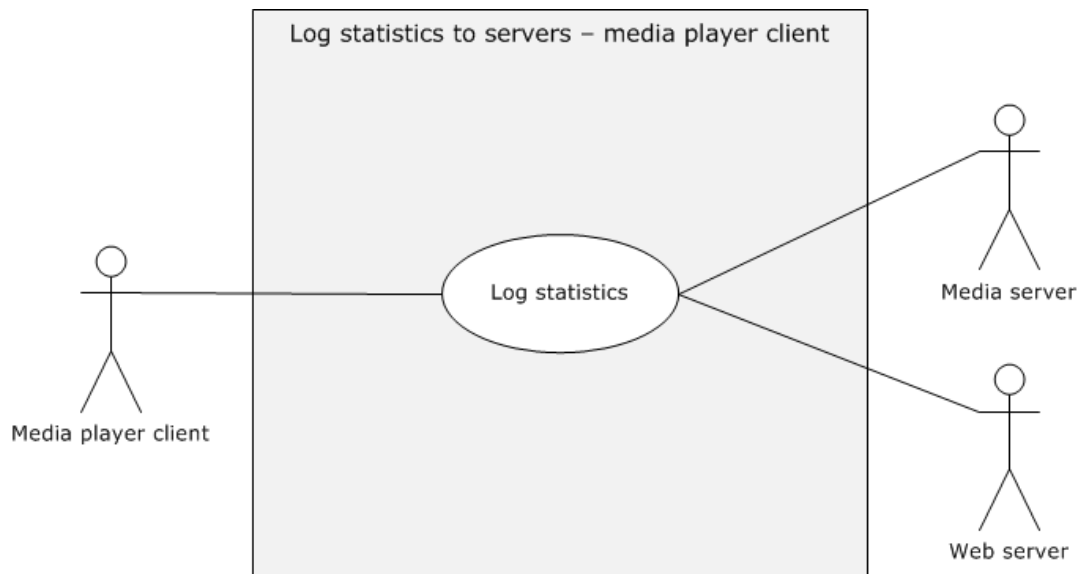 Log statistics to servers – media player client
Log statistics
Media server
Media player client
Web server